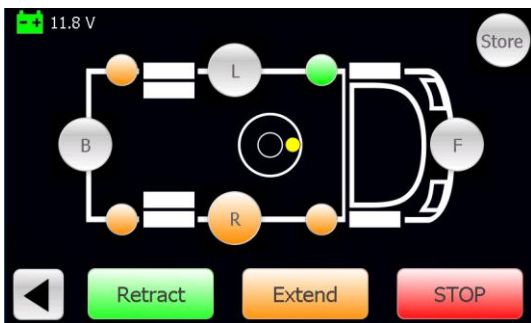 11.8 V
Store
L
B
F
R
Retract
Extend
STOP